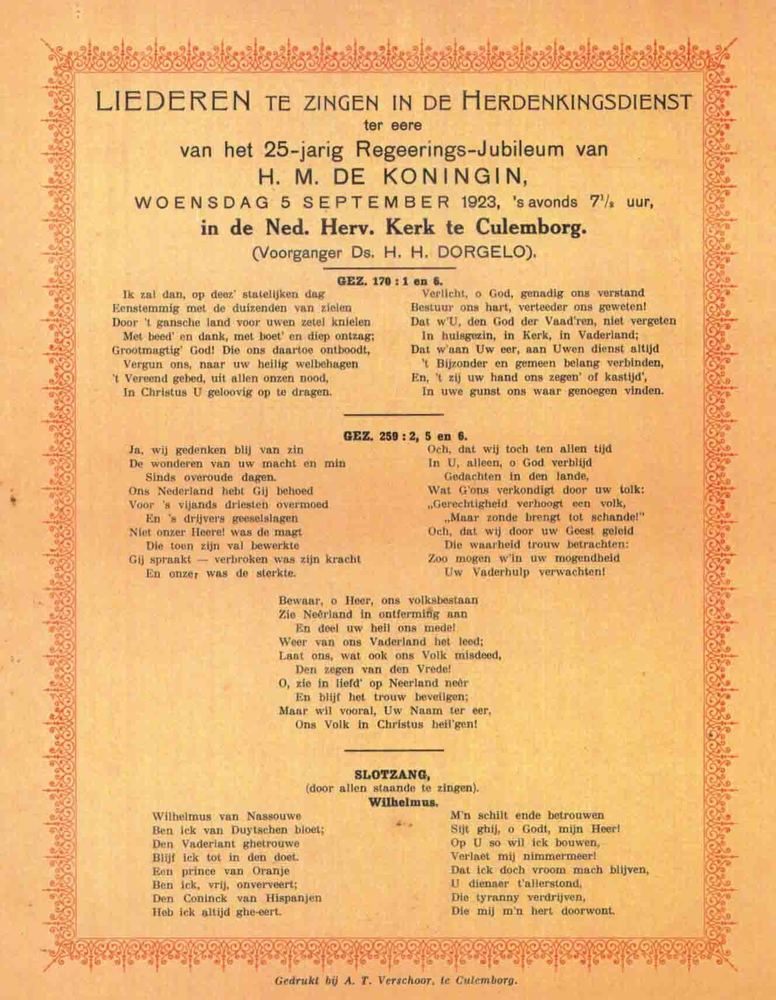 LIEDEREN TE ZINGEN IN DE HERDENKINGSDIENST
ter eere
van het 25-jarig Regeerings-Jubileum van
H. M. DE KONINGIN,
WOENSDAG 5 SEPTEMBER 1923, 's avonds 7½ uur,
in de Ned. Herv. Kerk te Culemborg.
(Voorganger Ds. H. H. DORGELO).
GEZ. 170 : 1 en 6.
Ik zal dan, op deez' statelijken dag
Eenstemmig met de duizenden van zielen
Door 't gansche land voor uwen zetel knielen
Met beed' en dank, met boet' en diep ontzag;
Grootmagtig' God! Die ons daartoe ontboodt,
Vergun ons, naar uw heilig welbehagen
't Vereend gebed, uit allen onzen nood,
In Christus U geloovig op te dragen.
Verlicht, o God, genadig ons verstand
Bestuur ons hart, verteeder ons geweten!
Dat w'U, den God der Vaad'ren, niet vergeten
In huisgezin, in Kerk, in Vaderland;
Dat w'aan Uw eer, aan Uwen dienst altijd
't Bijzonder en gemeen belang verbinden,
En, 't zij uw hand ons zegen' of kastijd',
In uwe gunst ons waar genoegen vinden.
GEZ. 259 : 2, 5 en 6.
Ja, wij gedenken blij van zin
De wonderen van uw macht en min
Sinds overoude dagen.
Ons Nederland hebt Gij behoed
Voor 's vijands driesten overmoed
En 's drijvers geeselslagen
Niet onzer Heere! was de magt
Die toen zijn val bewerkte
Gij spraakt — verbroken was zijn kracht
En onzer was de sterkte.
Och, dat wij toch ten allen tijd
In U, alleen, o God verblijd
Gedachten in den lande,
Wat G'ons verkondigt door uw tolk:
„Gerechtigheid verhoogt een volk,
„Maar zonde brengt tot schande!"
Och, dat wij door uw Geest geleid
Die waarheid trouw betrachten:
Zoo mogen w'in uw mogendheid
Uw Vaderhulp verwachten!
Bewaar, o Heer, ons volksbestaan
Zie Neêrland in ontferming aan
En deel uw heil ons mede!
Weer van ons Vaderland het leed;
Laat ons, wat ook ons Volk misdeed,
Den zegen van den Vrede!
O, zie in liefd' op Neerland neêr
En blijf het trouw beveiligen;
Maar wil vooral, Uw Naam ter eer,
Ons Volk in Christus heil'gen!
SLOTZANG,
(door allen staande te zingen).
Wilhelmus.
Wilhelmus van Nassouwe
Ben ick van Duytschen bloet;
Den Vaderlant ghetrouwe
Blijf ick tot in den doet.
Een prince van Oranje
Ben ick, vrij, onverveert;
Den Coninck van Hispanjen
Heb ick altijd ghe-eert.
M'n schilt ende betrouwen
Sijt ghij, o Godt, mijn Heer!
Op U so wil ick bouwen,
Verlaet mij nimmermeer!
Dat ick doch vroom mach blijven,
U dienaer t'allerstond,
Die tyranny verdrijven,
Die mij m'n hert doorwont.
Gedrukt bij A. T. Verschoor, te Culemborg.